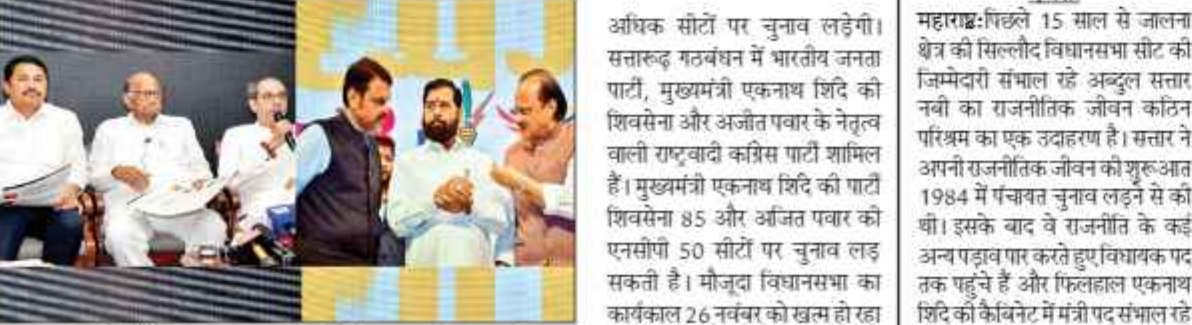 अधिक सीटों पर चुनाव लड़ेगी।
सत्तारूढ़ गठबंधन में भारतीय जनता
पार्टी, मुख्यमंत्री एकनाथ शिंदे की
शिवसेना और अजीत पवार के नेतृत्व
वाली राष्ट्रवादी कांग्रेस पार्टी शामिल
हैं। मुख्यमंत्री एकनाथ शिंदे की पार्टी
शिवसेना 85 और अजित पवार की
एनसीपी 50 सीटों पर चुनाव लड़
सकती है। मौजूदा विधानसभा का
कार्यकाल 26 नवंबर को खत्म हो रहा
महाराष्ट्र:पिछले 15 साल से जालना
क्षेत्र की सिल्लौद विधानसभा सीट की
जिम्मेदारी संभाल रहे अब्दुल सत्तार
नबी का राजनीतिक जीवन कठिन
परिश्रम का एक उदाहरण है। सत्तार ने
अपनी राजनीतिक जीवन की शुरूआत
1984 में पंचायत चुनाव लड़ने से की
थी। इसके बाद वे राजनीति के कई
अन्य पड़ाव पार करते हुए विधायक पद
तक पहुंचे हैं और फिलहाल एकनाथ
शिंदे की कैबिनेट में मंत्री पद संभाल रहे